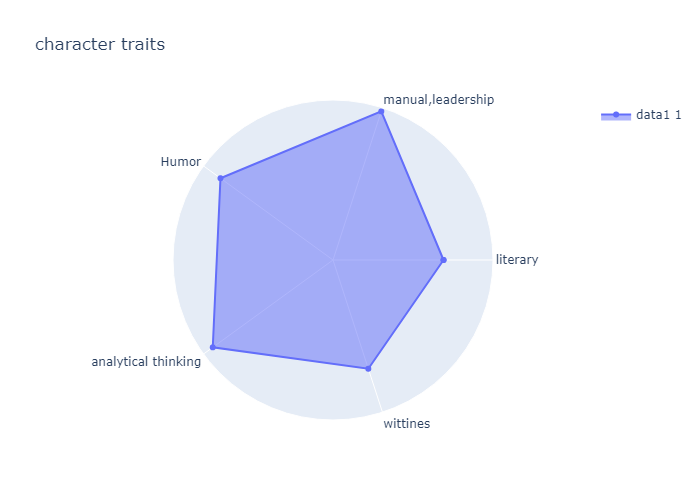 character traits
manual,leadership
data1 1
Humor
literary
analytical thinking
wittines